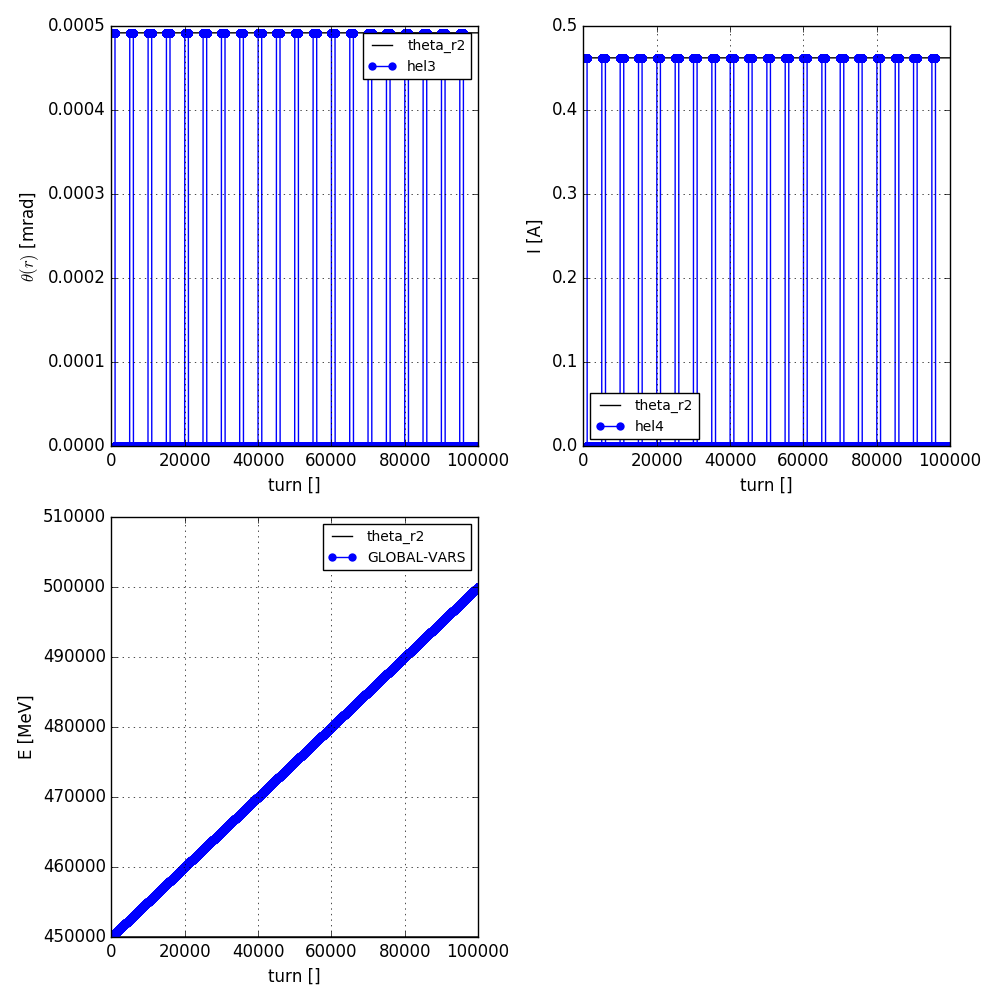 0.0005
0.0004
0.0003
0.0002
0.0001
0.0000
θ(r) [mrad]
theta_r2
hel3
0 20000 40000 60000 80000 100000
turn []
0.5
0.4
0.3
0.2
0.1
0.0
I [A]
theta_r2
hel4
0 20000 40000 60000 80000 100000
turn []
510000
500000
490000
480000
470000
460000
450000
E [MeV]
theta_r2
GLOBAL-VARS
0 20000 40000 60000 80000 100000
turn []